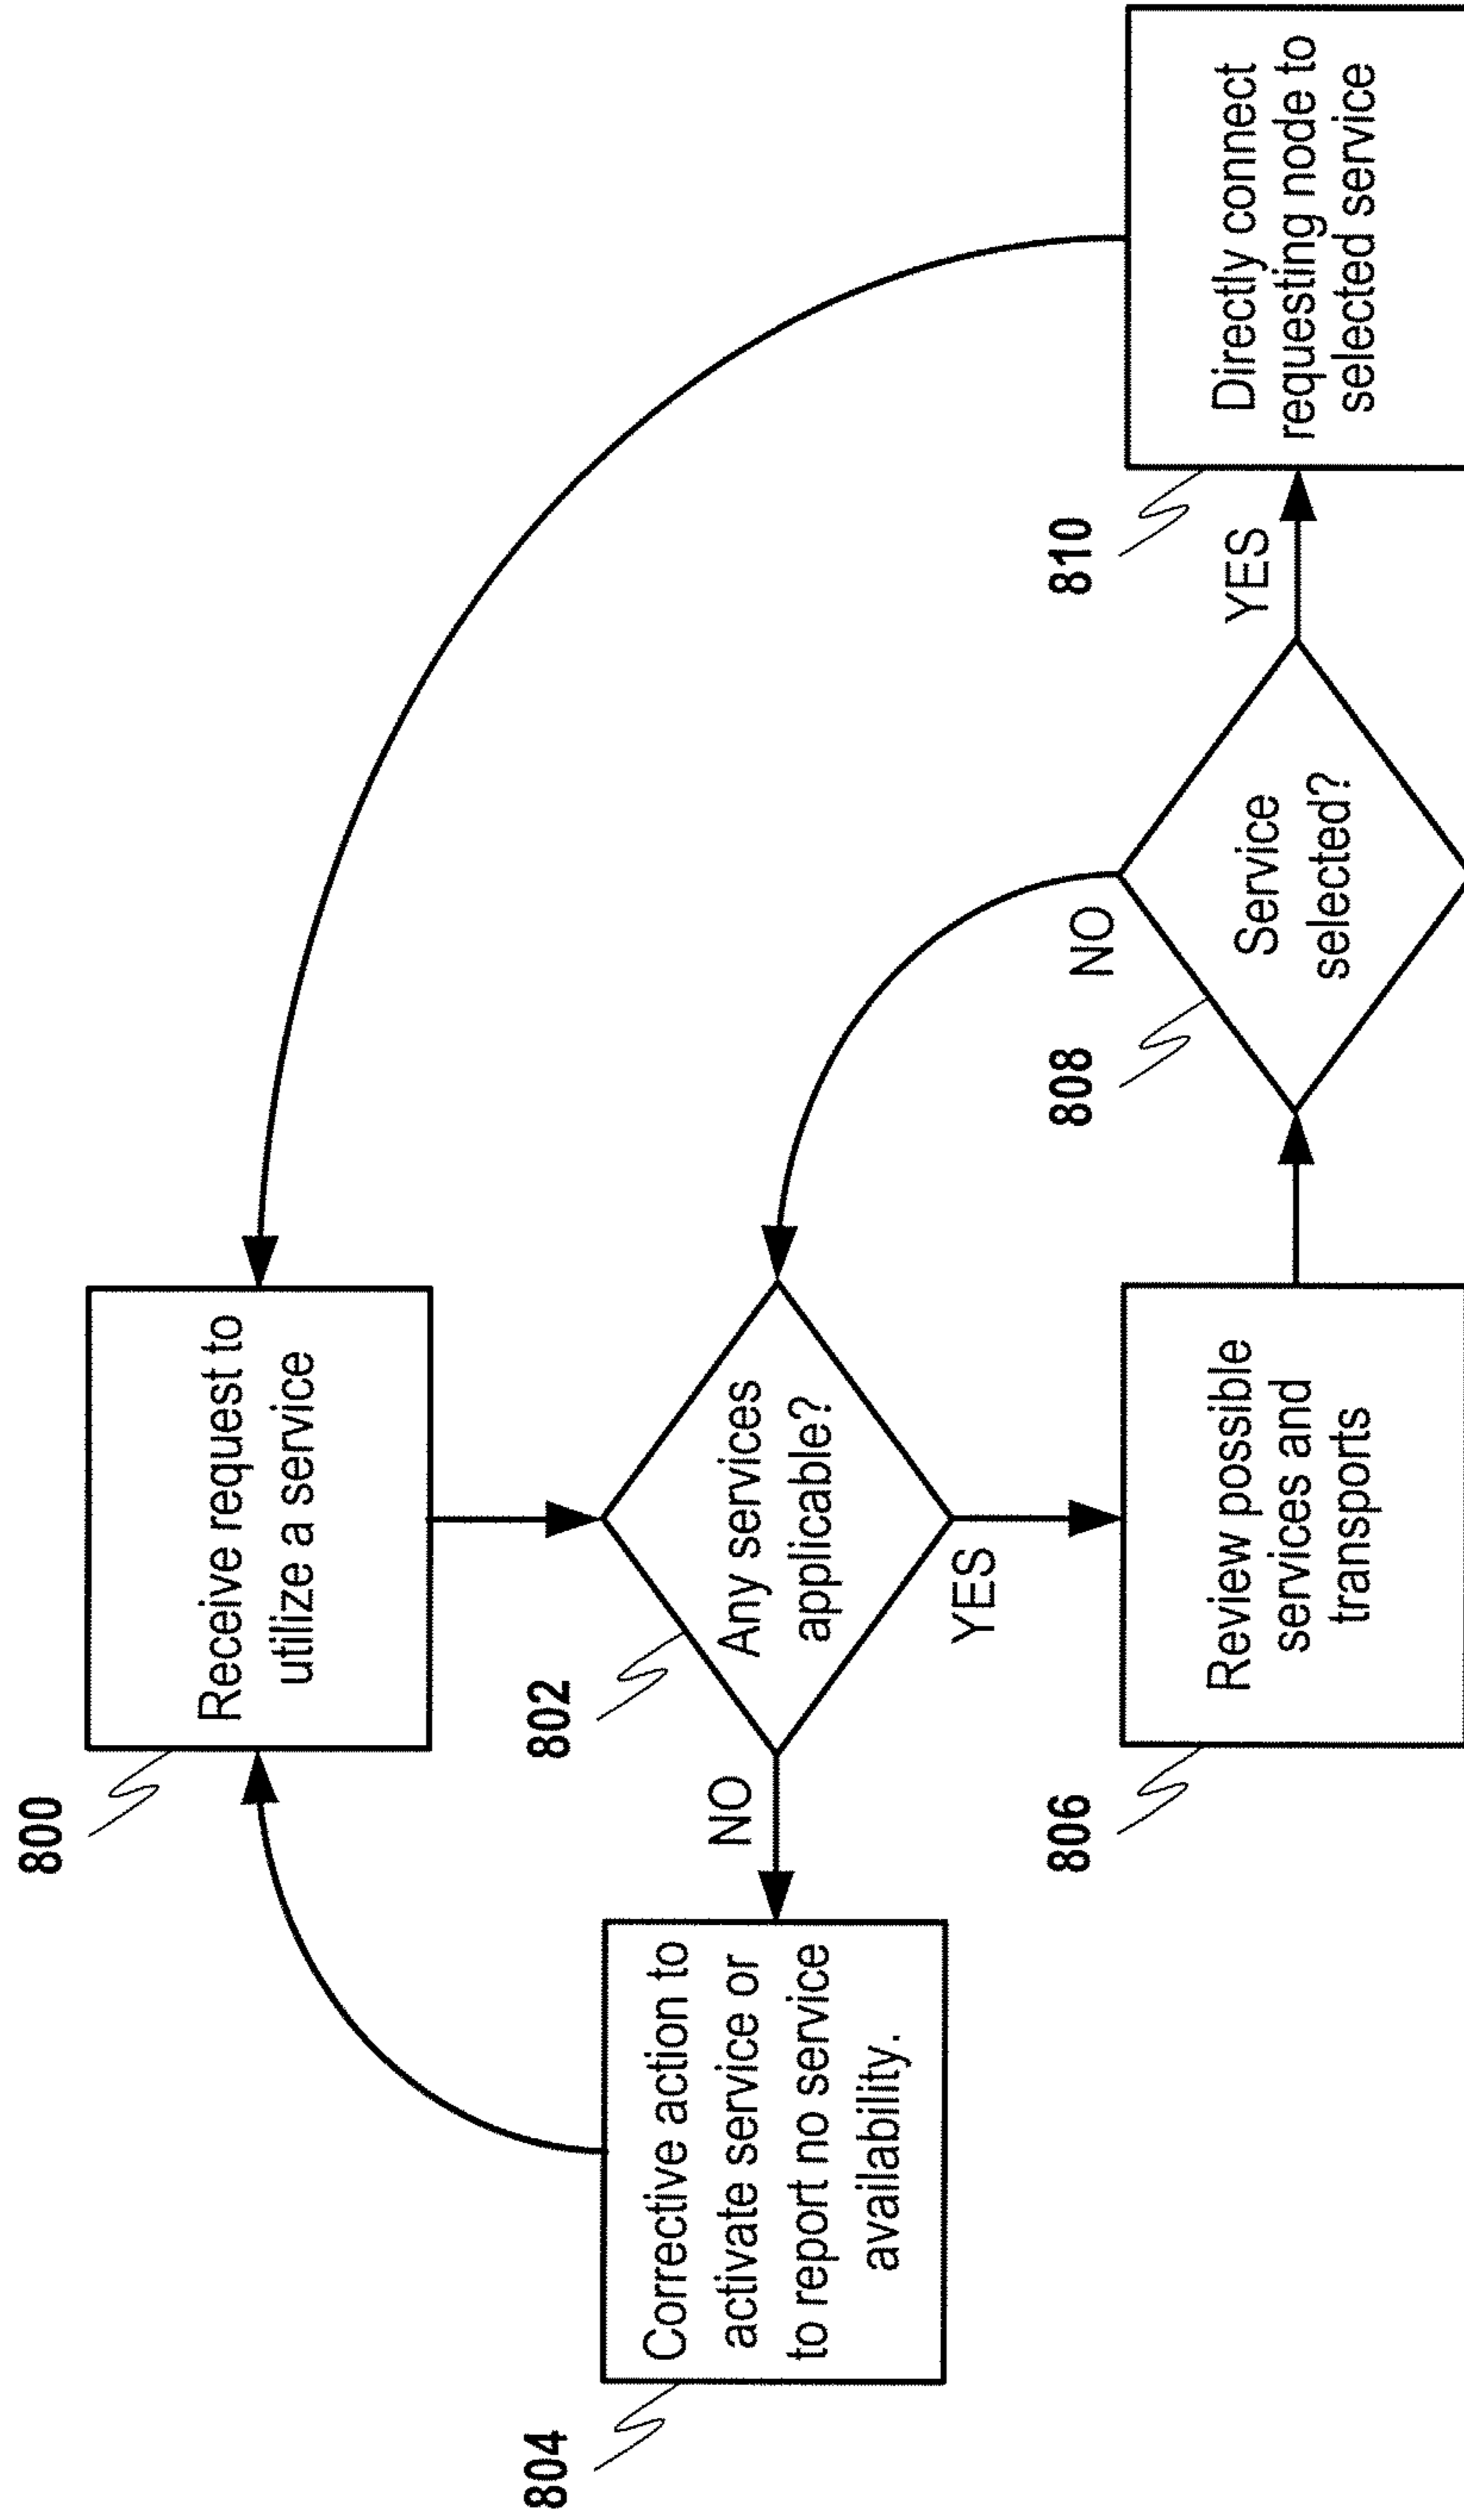 800
Receive request to
utilize a service
802
Any services
applicable?
NO
YES
804
Corrective action to
activate service or
to report no service
availability.
806
Review possible
services and
transports
808
Service
selected?
NO
YES
810
Directly connect
requesting node to
selected service